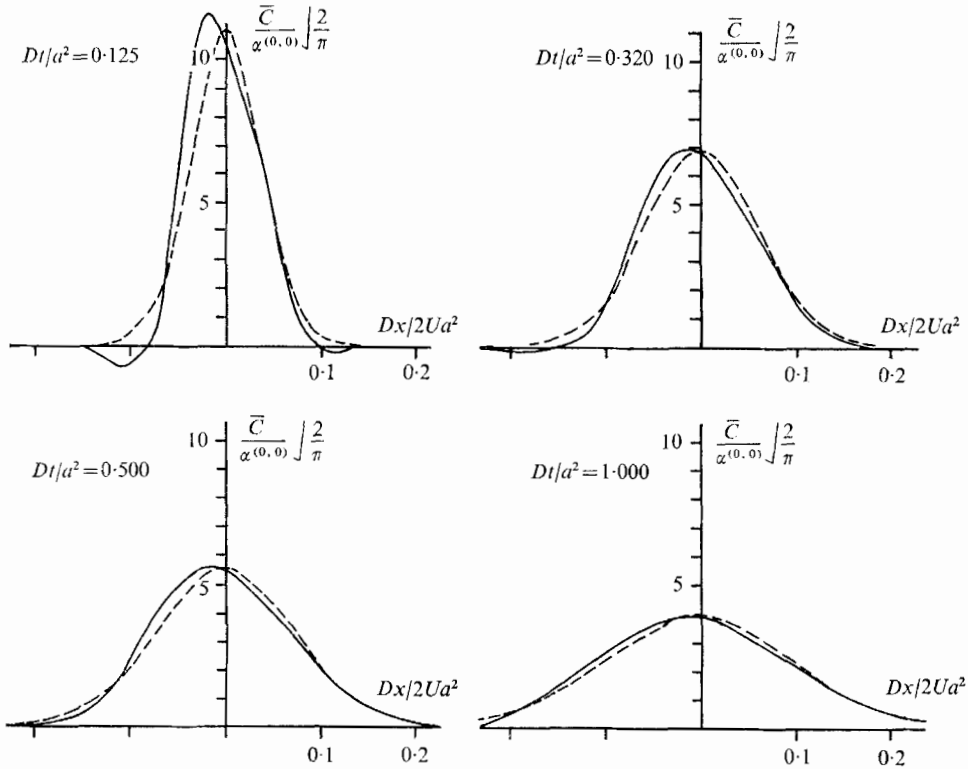 Dt/a²=0·125
C̅/α⁽⁰·⁰⁾ √2/π
10
5
Dx/2Ua²
0·1 0·2
Dt/a²=0·320
C̅/α⁽⁰·⁰⁾ √2/π
10
5
Dx/2Ua²
0·1 0·2
Dt/a²=0·500
C̅/α⁽⁰·⁰⁾ √2/π
10
5
Dx/2Ua²
0·1 0·2
Dt/a²=1·000
C̅/α⁽⁰·⁰⁾ √2/π
10
5
Dx/2Ua²
0·1 0·2